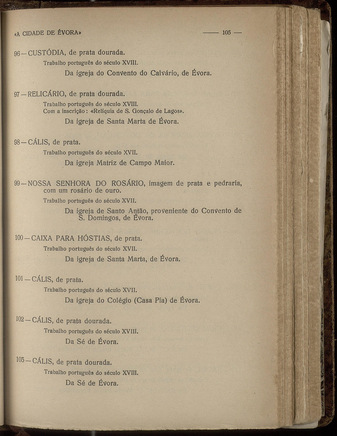 «A CIDADE DE ÉVORA» — 105 —
96 — CUSTÓDIA, de prata dourada.
Trabalho português do século XVIII.
Da igreja do Convento do Calvário, de Évora.
97 — RELICÁRIO, de prata dourada.
Trabalho português do século XVIII.
Com a inscrição: «Relíquia de S. Gonçalo de Lagos».
Da igreja de Santa Marta de Évora.
98 — CÁLIS, de prata.
Trabalho português do século XVII.
Da igreja Matriz de Campo Maior.
99 — NOSSA SENHORA DO ROSÁRIO, imagem de prata e pedraria,
com um rosário de ouro.
Trabalho português do século XVII.
Da igreja de Santo Antão, proveniente do Convento de
S. Domingos, de Évora.
100 — CAIXA PARA HÓSTIAS, de prata.
Trabalho português do século XVII.
Da igreja de Santa Marta, de Évora.
101 — CÁLIS, de prata.
Trabalho português do século XVII.
Da igreja do Colégio (Casa Pia) de Évora.
102 — CÁLIS, de prata dourada.
Trabalho português do século XVIII.
Da Sé de Évora.
103 — CÁLIS, de prata dourada.
Trabalho português do século XVIII.
Da Sé de Évora.